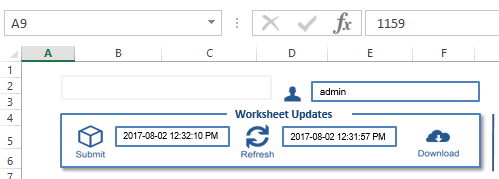 A9
1159
A B C D E F
1
2
admin
3
4 Worksheet Updates
5 2017-08-02 12:32:10 PM 2017-08-02 12:31:57 PM
Submit Refresh Download
6
7